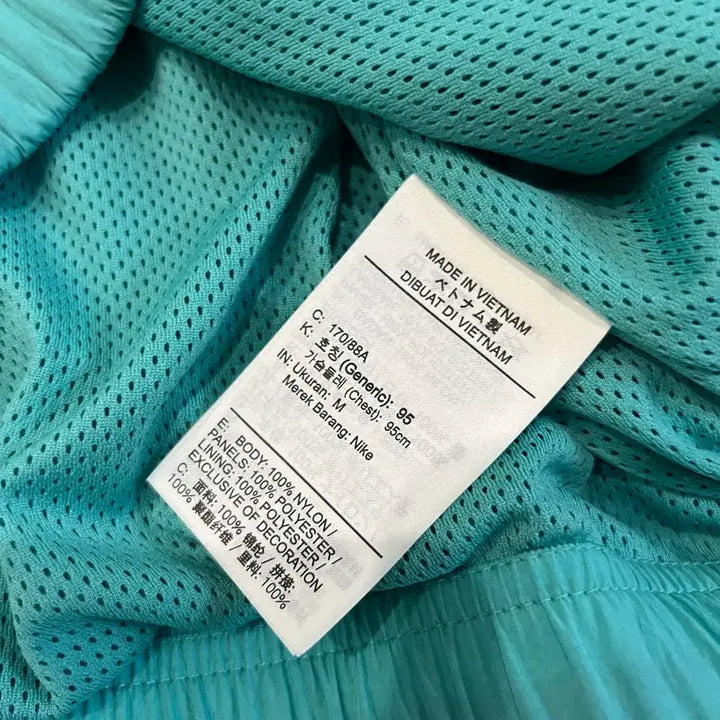 MADE IN VIETNAM
ベトナム製
DIBUAT DI VIETNAM
C: 170/88A
K: 호칭 (Generic): 95
가슴둘레 (Chest): 95cm
IN: Ukuran: M
Merek Barang: Nike
E: BODY: 100% NYLON /
PANELS: 100% POLYESTER /
LINING: 100% POLYESTER /
EXCLUSIVE OF DECORATION
C: 面料: 100% 锦纶 / 拼接:
100% 聚酯纤维 / 里料: 100%